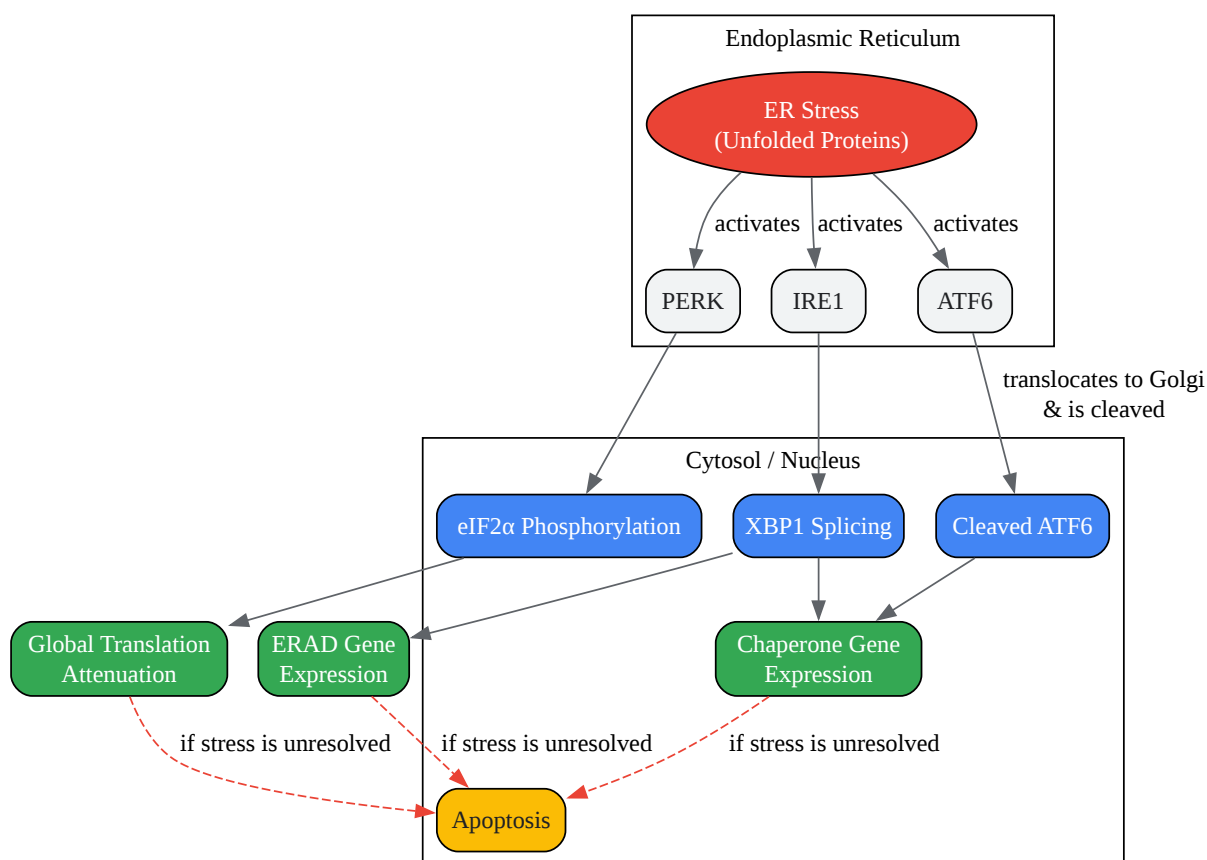 Endoplasmic Reticulum
ER Stress
(Unfolded Proteins)
activates
activates
activates
PERK
IRE1
ATF6
translocates to Golgi
& is cleaved
Cytosol / Nucleus
eIF2α Phosphorylation
XBP1 Splicing
Cleaved ATF6
Global Translation
Attenuation
ERAD Gene
Expression
Chaperone Gene
Expression
if stress is unresolved
if stress is unresolved
if stress is unresolved
Apoptosis